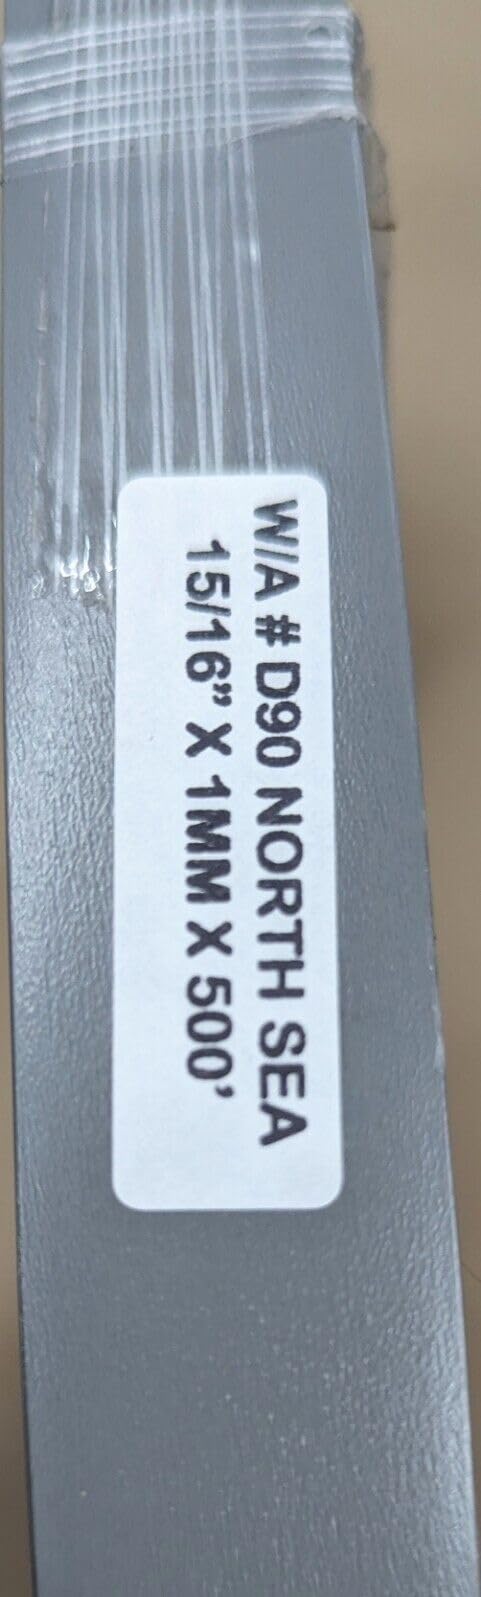 W/A # D90 NORTH SEA
15/16” X 1MM X 500’